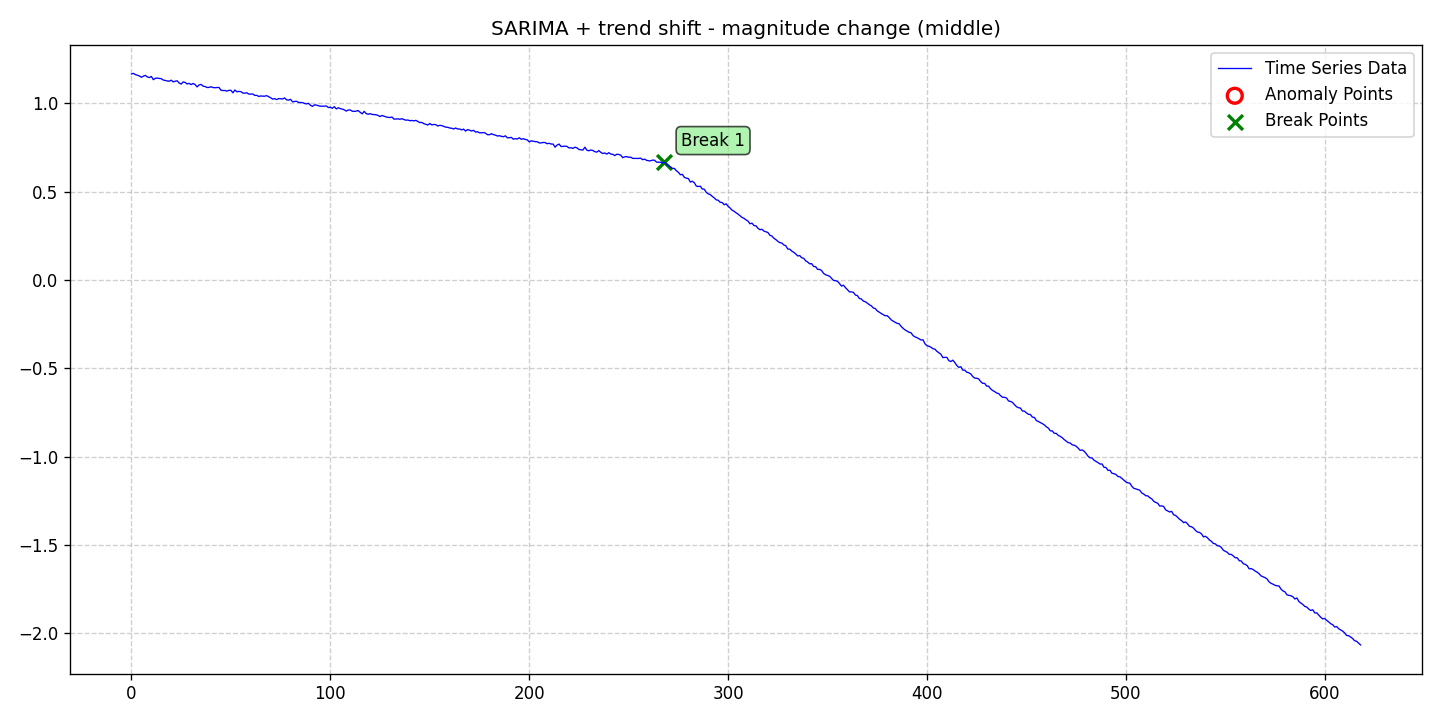 SARIMA + trend shift - magnitude change (middle)
Time Series Data
Anomaly Points
Break Points
Break 1
1.0
0.5
0.0
−0.5
−1.0
−1.5
−2.0
0 100 200 300 400 500 600